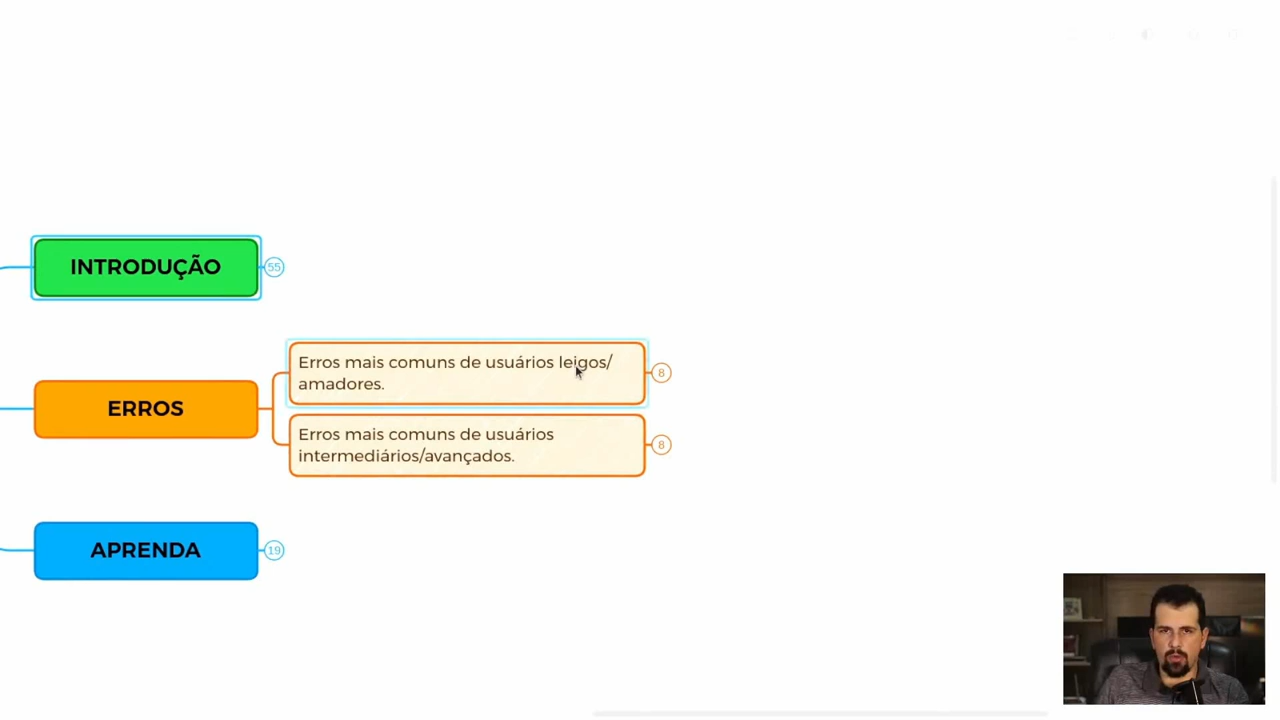 INTRODUÇÃO
55
Erros mais comuns de usuários leigos/
amadores.
8
ERROS
Erros mais comuns de usuários
intermediários/avançados.
8
APRENDA
19